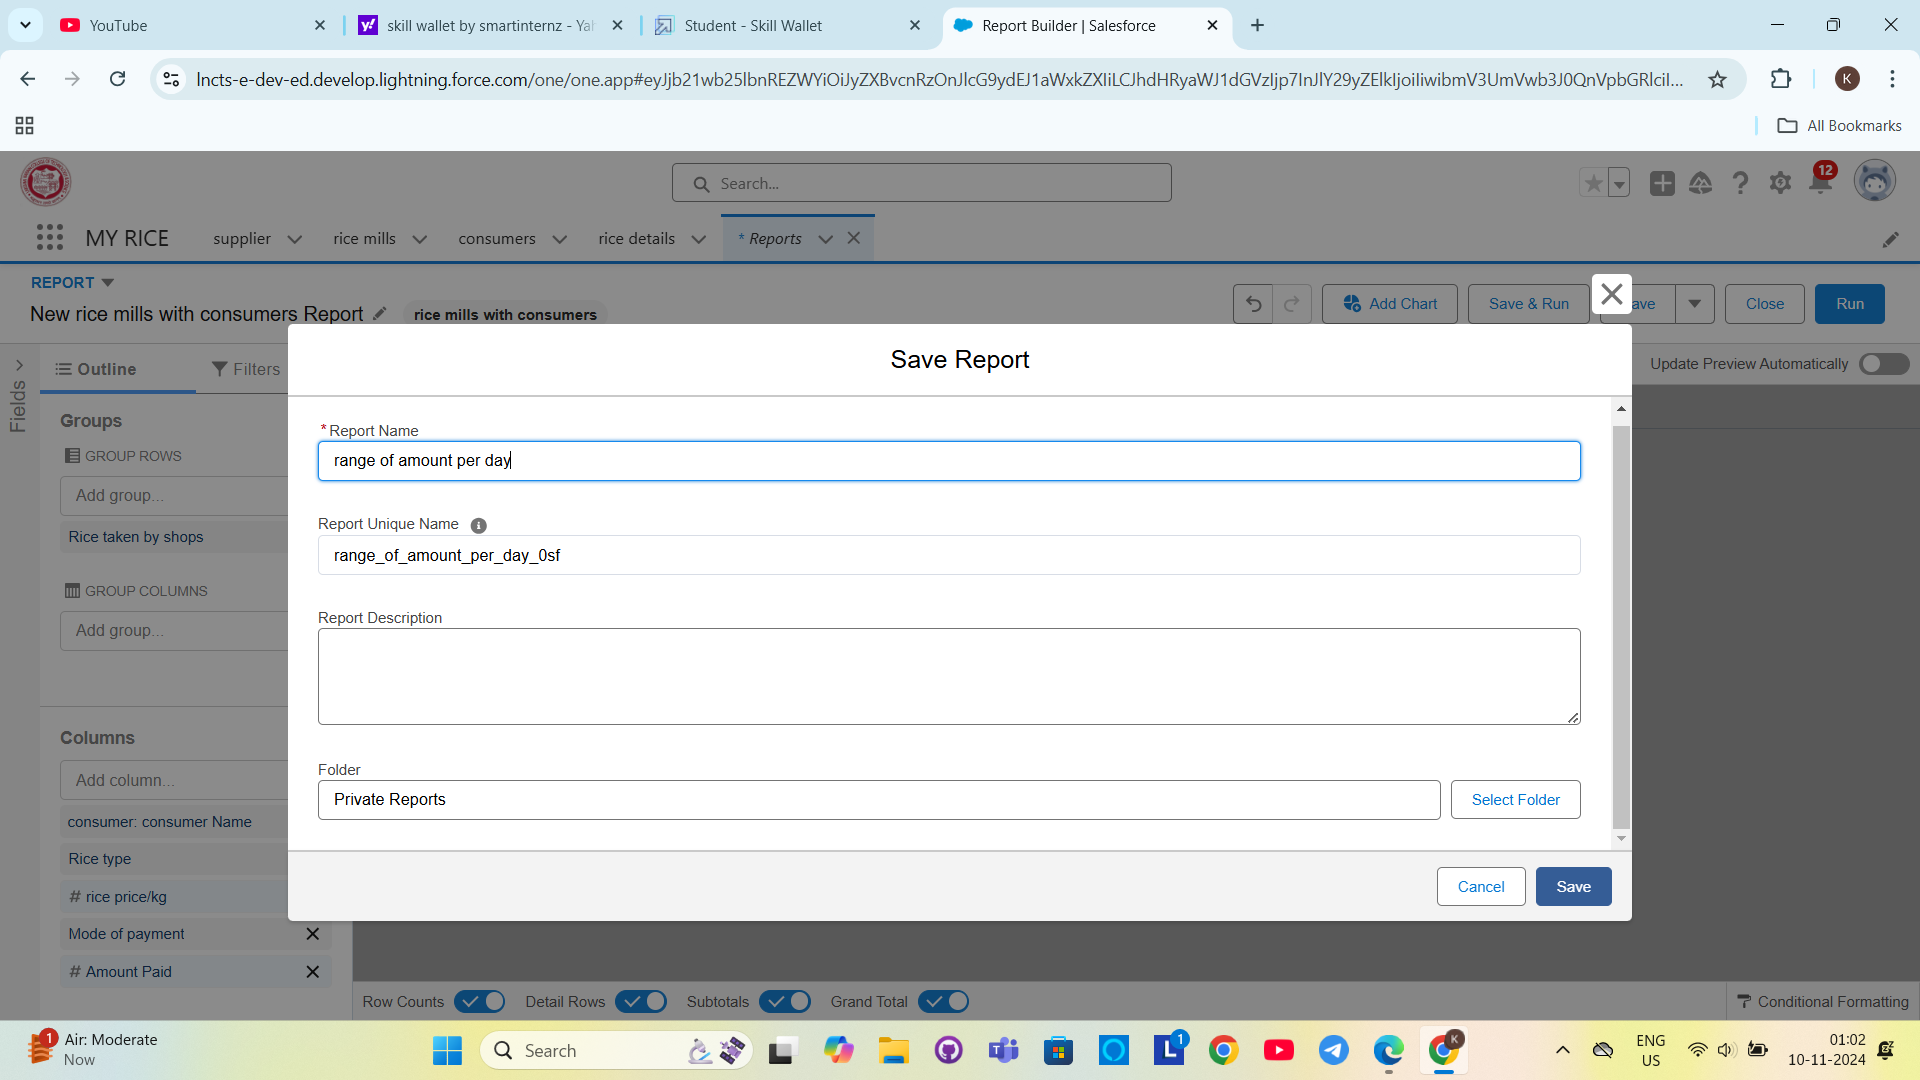 YouTube
skill wallet by smartinternz - Yah
Student - Skill Wallet
Report Builder | Salesforce
lncts-e-dev-ed.develop.lightning.force.com/one/one.app#eyJjb21wb25lbnREZWYiOiJyZXBvcnRzOnJlcG9ydEJ1aWxkZXIiLCJhdHRyaWJ1dGVzIjp7InJlY29yZElkIjoiIiwibmV3UmVwb3J0QnVpbGRlciI...
K
All Bookmarks
Search...
12
MY RICE
supplier
rice mills
consumers
rice details
* Reports
REPORT
New rice mills with consumers Report
rice mills with consumers
Add Chart
Save & Run
ave
Close
Run
Fields
Outline
Filters
Update Preview Automatically
Save Report
Groups
GROUP ROWS
Add group...
Rice taken by shops
GROUP COLUMNS
Add group...
Columns
Add column...
consumer: consumer Name
Rice type
# rice price/kg
Mode of payment
# Amount Paid
* Report Name
range of amount per day
Report Unique Name
range_of_amount_per_day_0sf
Report Description
Folder
Private Reports
Select Folder
Cancel
Save
Row Counts
Detail Rows
Subtotals
Grand Total
Conditional Formatting
1
Air: Moderate
Now
Search
L
1
K
ENG
US
01:02
10-11-2024